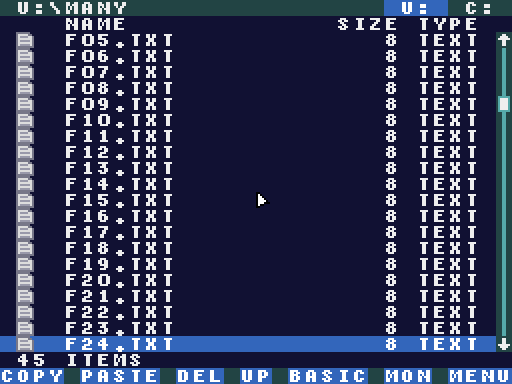 V:\MANY V: C:
NAME SIZE TYPE
F05.TXT 8 TEXT
F06.TXT 8 TEXT
F07.TXT 8 TEXT
F08.TXT 8 TEXT
F09.TXT 8 TEXT
F10.TXT 8 TEXT
F11.TXT 8 TEXT
F12.TXT 8 TEXT
F13.TXT 8 TEXT
F14.TXT 8 TEXT
F15.TXT 8 TEXT
F16.TXT 8 TEXT
F17.TXT 8 TEXT
F18.TXT 8 TEXT
F19.TXT 8 TEXT
F20.TXT 8 TEXT
F21.TXT 8 TEXT
F22.TXT 8 TEXT
F23.TXT 8 TEXT
F24.TXT 8 TEXT
45 ITEMS
COPY PASTE DEL UP BASIC MON MENU